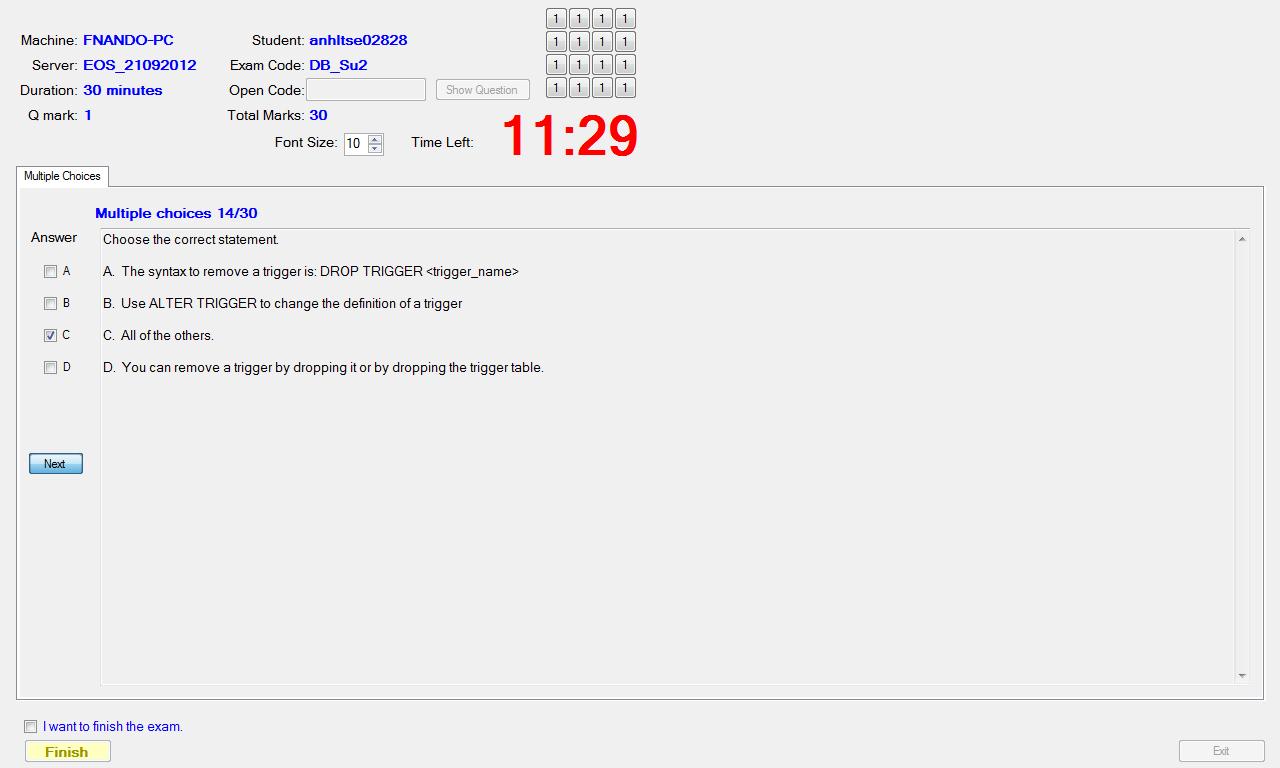 Machine: FNANDO-PC Student: anhltse02828
Server: EOS_21092012 Exam Code: DB_Su2
Duration: 30 minutes Open Code: Show Question
Q mark: 1 Total Marks: 30
Font Size: 10 Time Left: 11:29
1 1 1 1
1 1 1 1
1 1 1 1
1 1 1 1
Multiple Choices
Multiple choices 14/30
Answer
Choose the correct statement.
A A. The syntax to remove a trigger is: DROP TRIGGER <trigger_name>
B B. Use ALTER TRIGGER to change the definition of a trigger
C C. All of the others.
D D. You can remove a trigger by dropping it or by dropping the trigger table.
Next
I want to finish the exam.
Finish Exit